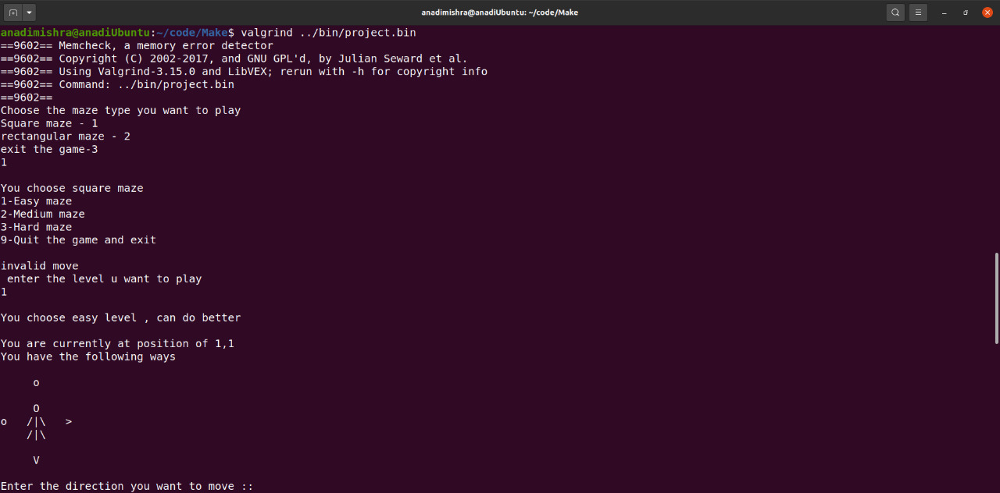 anadimishra@anadiUbuntu: ~/code/Make
anadimishra@anadiUbuntu:~/code/Make$ valgrind ../bin/project.bin
==9602== Memcheck, a memory error detector
==9602== Copyright (C) 2002-2017, and GNU GPL'd, by Julian Seward et al.
==9602== Using Valgrind-3.15.0 and LibVEX; rerun with -h for copyright info
==9602== Command: ../bin/project.bin
==9602==
Choose the maze type you want to play
Square maze - 1
rectangular maze - 2
exit the game-3
1
You choose square maze
1-Easy maze
2-Medium maze
3-Hard maze
9-Quit the game and exit
invalid move
 enter the level u want to play
1
You choose easy level , can do better
You are currently at position of 1,1
You have the following ways
     o
     O
o   /|\   >
    /|\
     V
Enter the direction you want to move ::